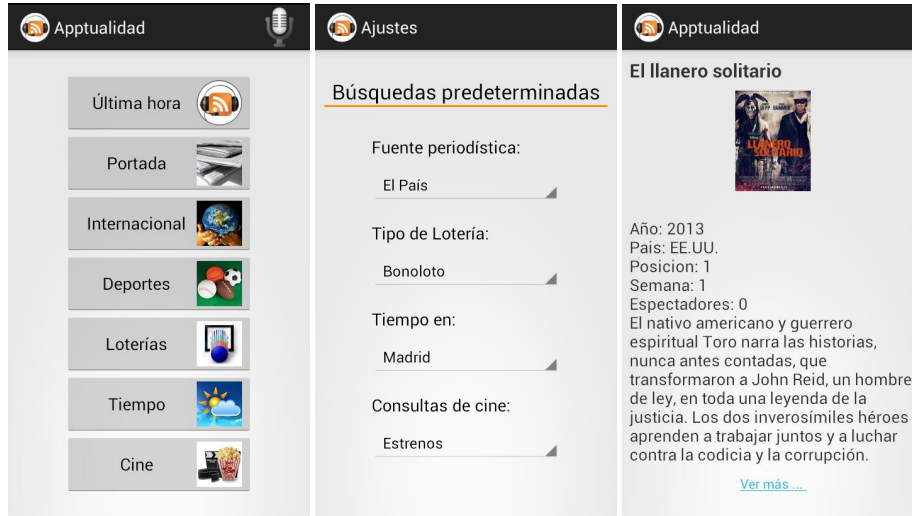 Apptualidad
Última hora
Portada
Internacional
Deportes
Loterías
Tiempo
Cine
Ajustes
Búsquedas predeterminadas
Fuente periodística:
El País
Tipo de Lotería:
Bonoloto
Tiempo en:
Madrid
Consultas de cine:
Estrenos
Apptualidad
El llanero solitario
LLANERO
SOLITARIO
Año: 2013
Pais: EE.UU.
Posicion: 1
Semana: 1
Espectadores: 0
El nativo americano y guerrero
espiritual Toro narra las historias,
nunca antes contadas, que
transformaron a John Reid, un hombre
de ley, en toda una leyenda de la
justicia. Los dos inverosímiles héroes
aprenden a trabajar juntos y a luchar
contra la codicia y la corrupción.
Ver más ...